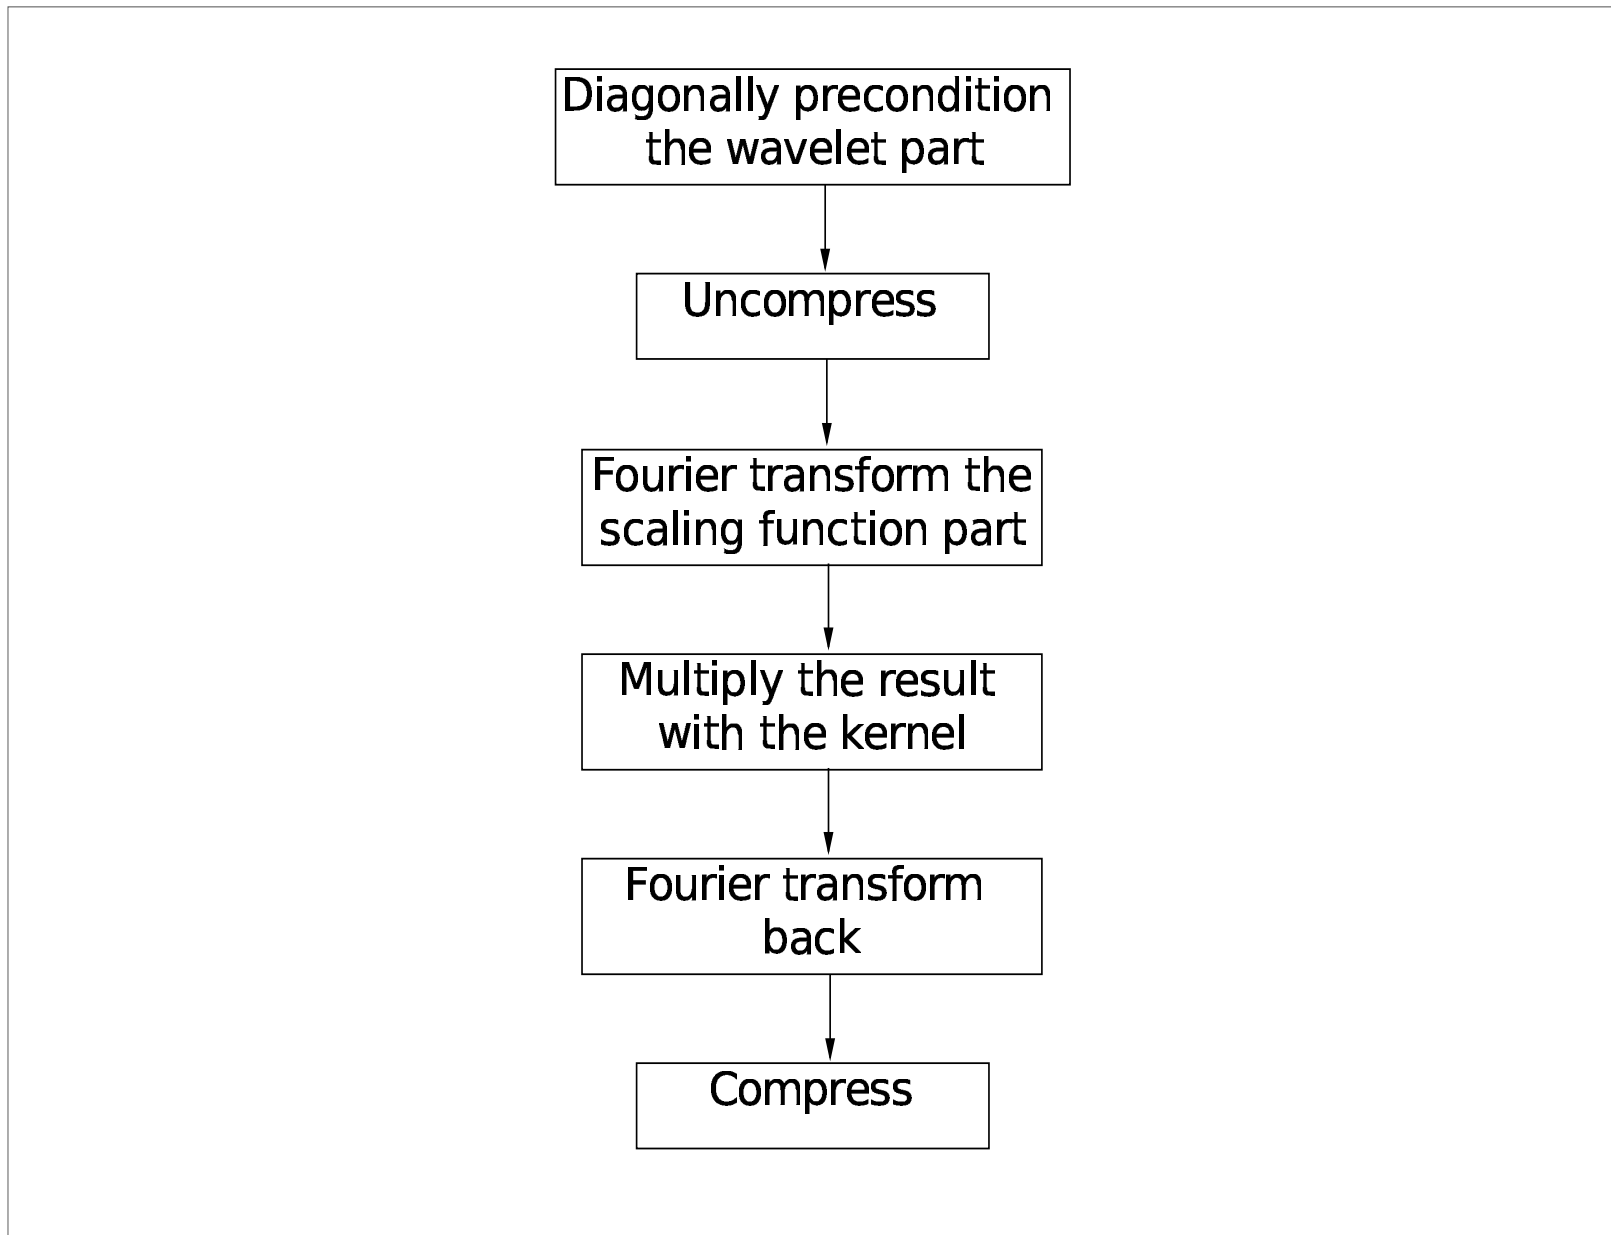 Diagonally precondition
the wavelet part
Uncompress
Fourier transform the
scaling function part
Multiply the result
with the kernel
Fourier transform
back
Compress